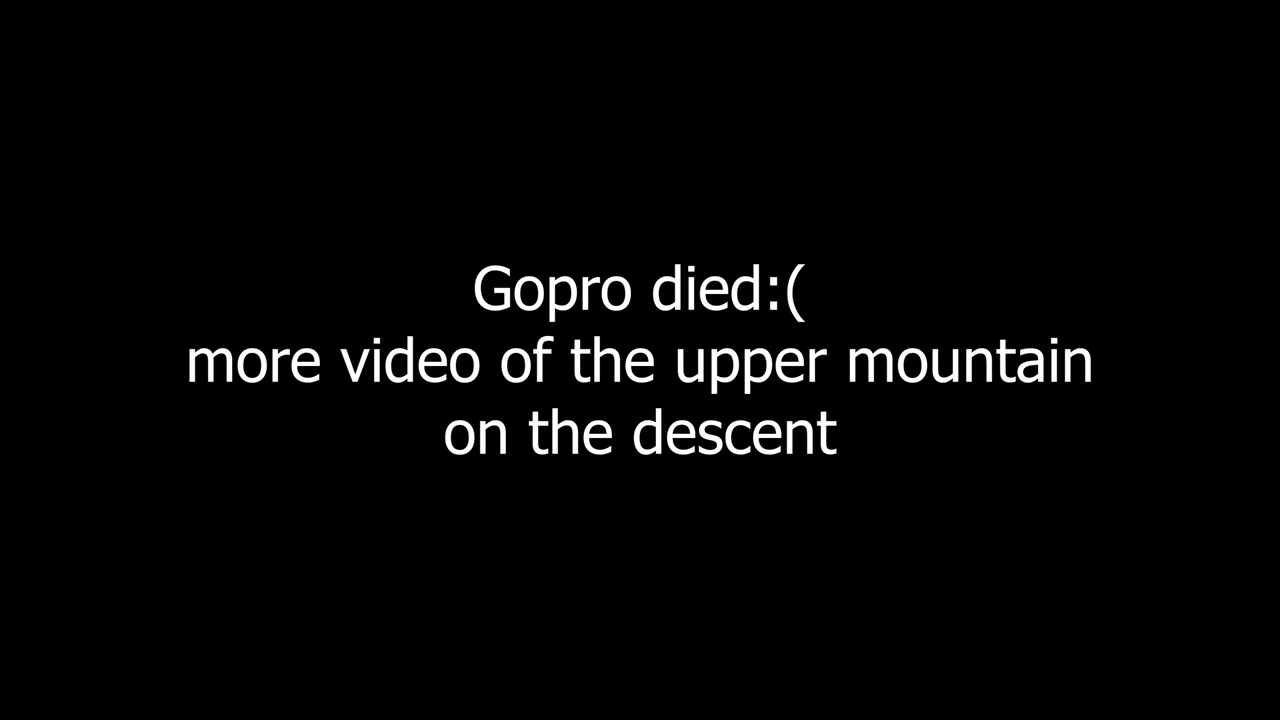 Gopro died:(
more video of the upper mountain
on the descent